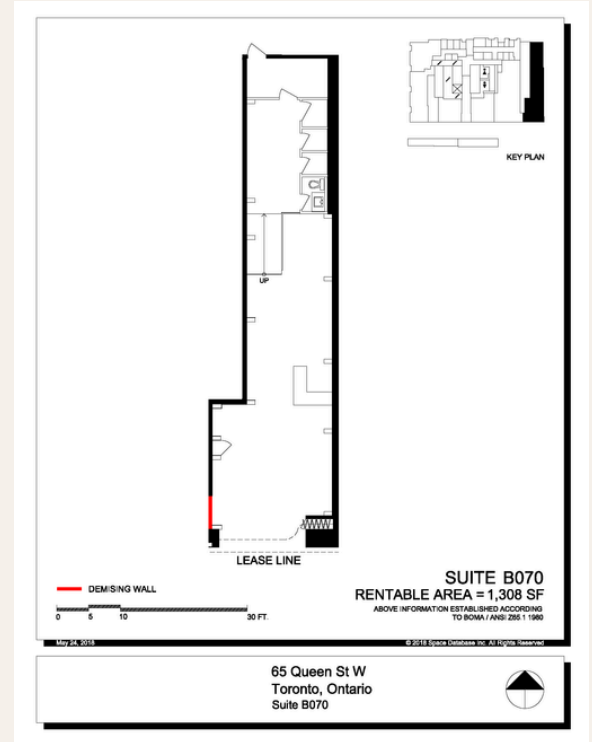 KEY PLAN
UP
LEASE LINE
SUITE B070
DEMISING WALL
RENTABLE AREA = 1,308 SF
ABOVE INFORMATION ESTABLISHED ACCORDING
TO BOMA / ANSI Z65.1 1980
0 5 10 30 FT.
May 24, 2018
© 2018 Space Database Inc. All Rights Reserved
65 Queen St W
Toronto, Ontario
Suite B070